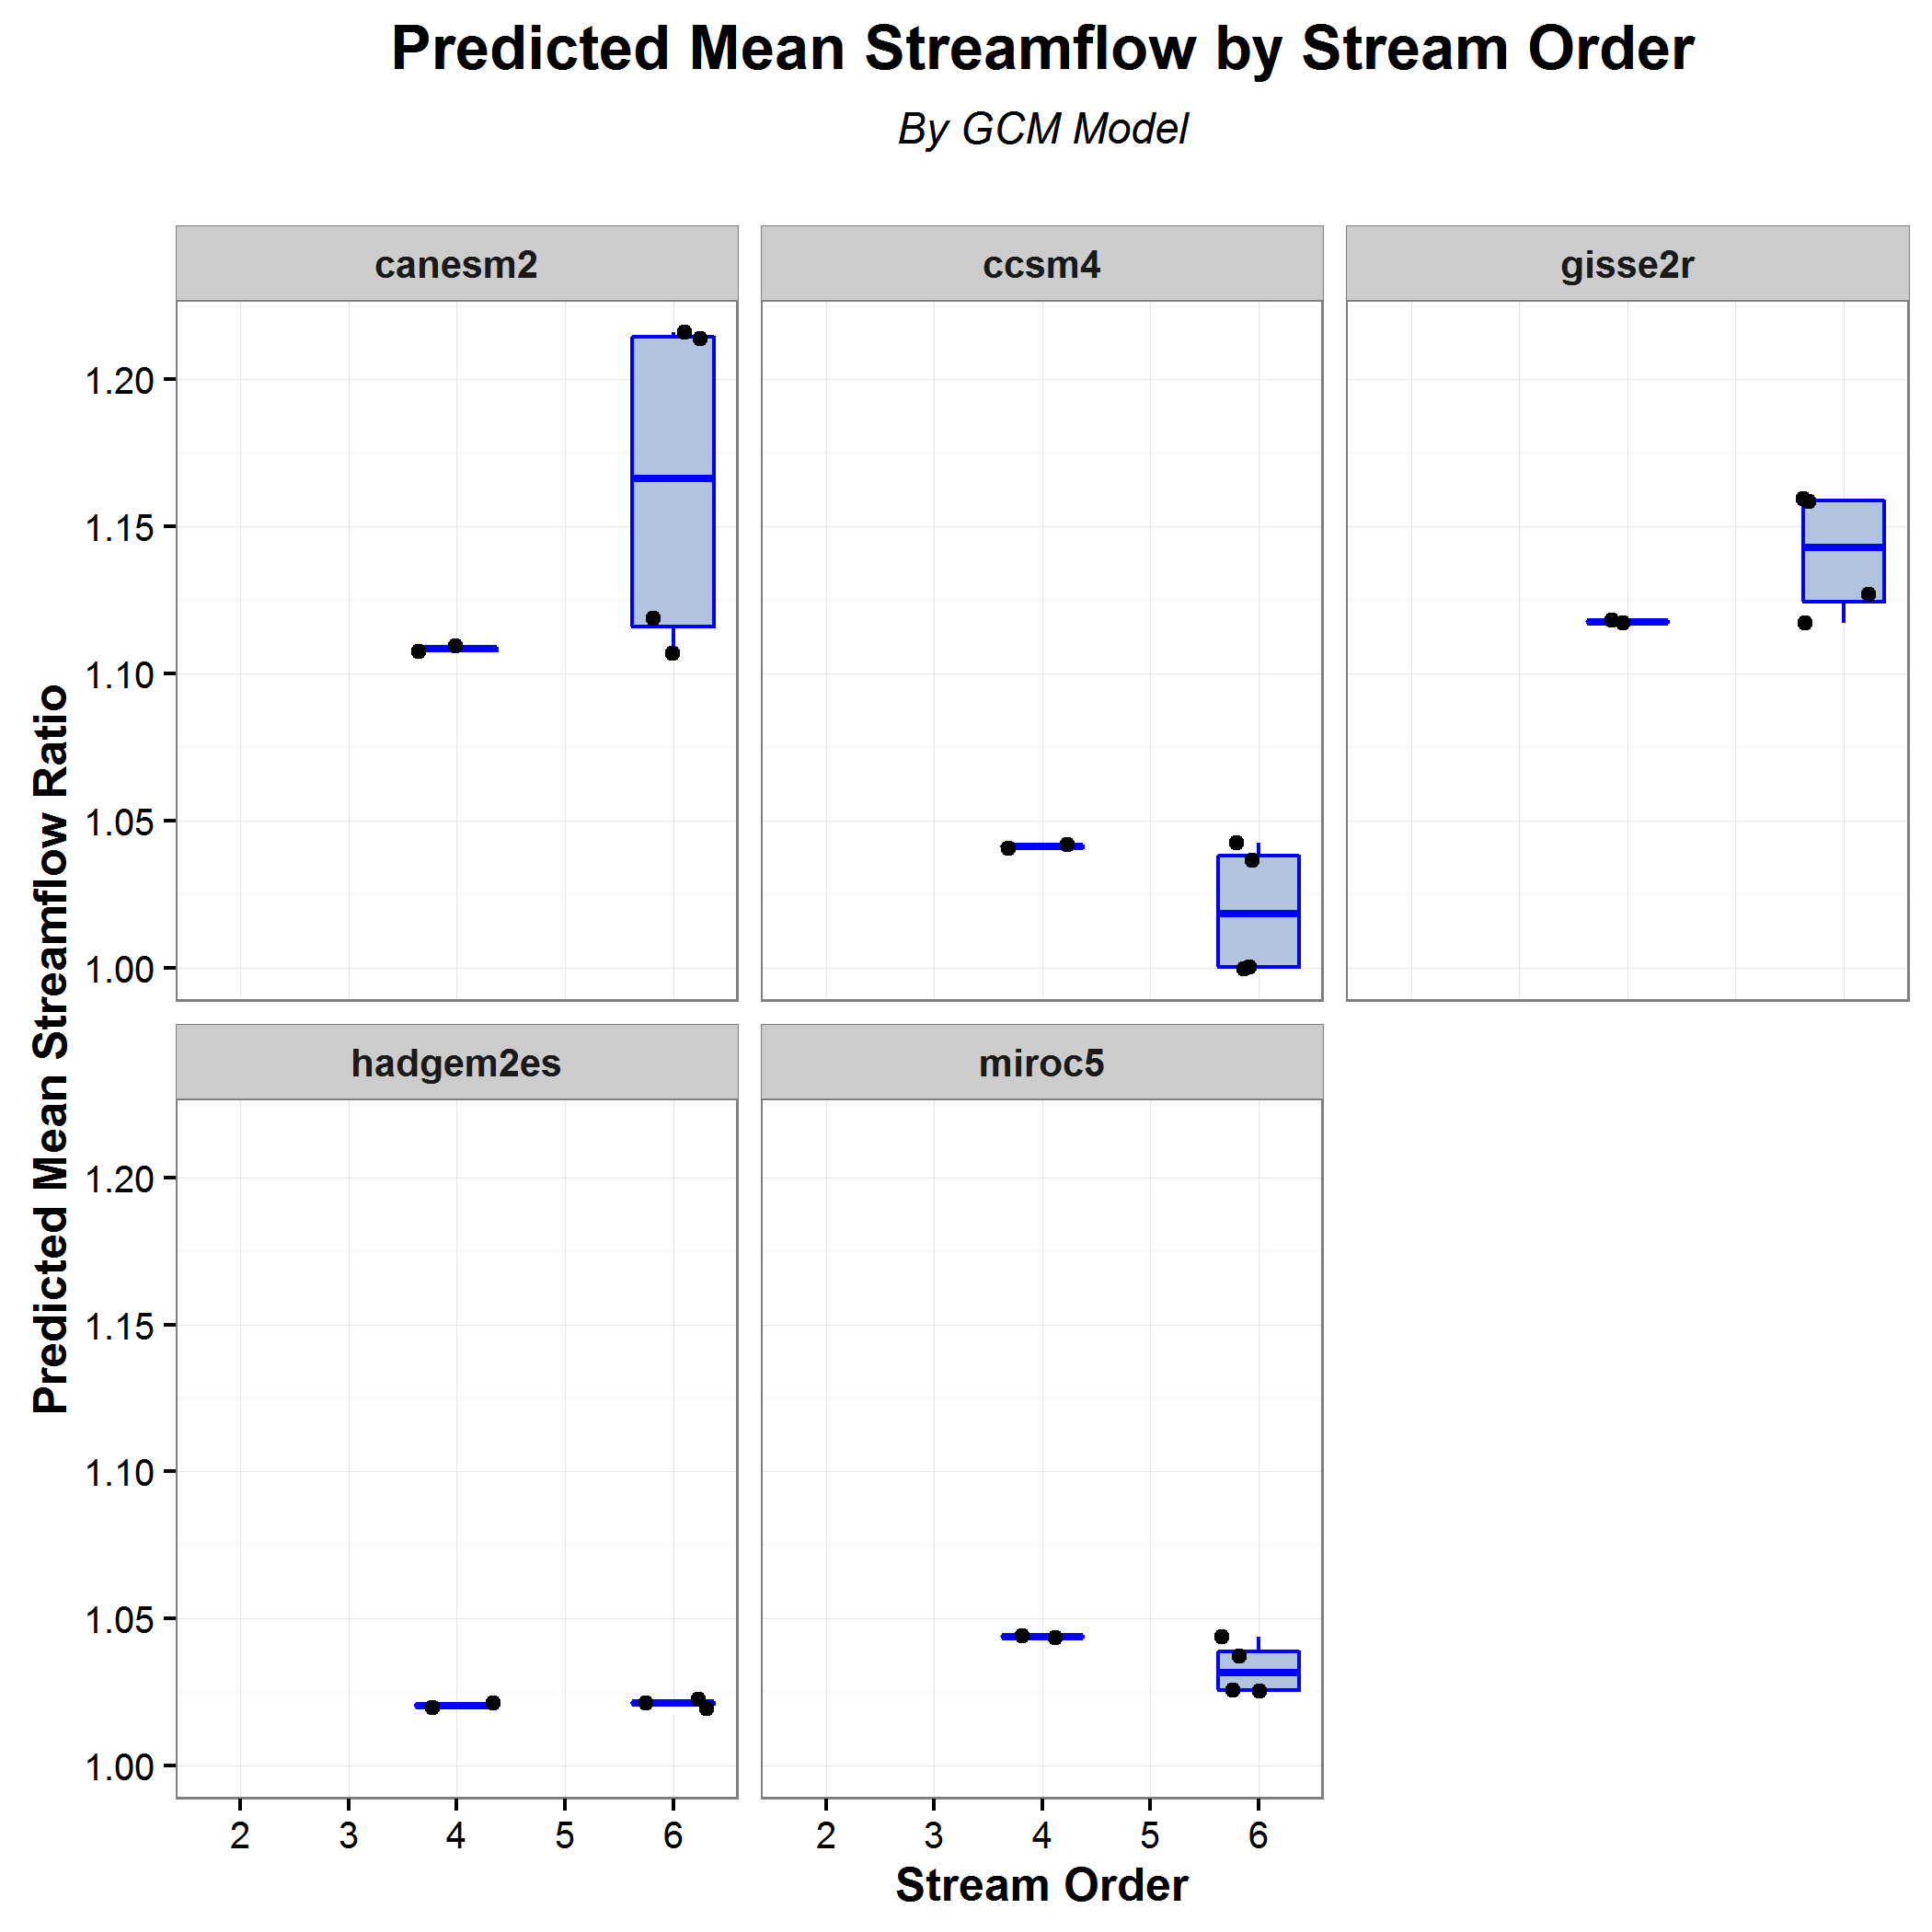 Predicted Mean Streamflow by Stream Order
By GCM Model
canesm2
ccsm4
gisse2r
1.20
1.15
1.10
1.05
1.00
Predicted Mean Streamflow Ratio
hadgem2es
miroc5
1.20
1.15
1.10
1.05
1.00
2 3 4 5 6
2 3 4 5 6
Stream Order